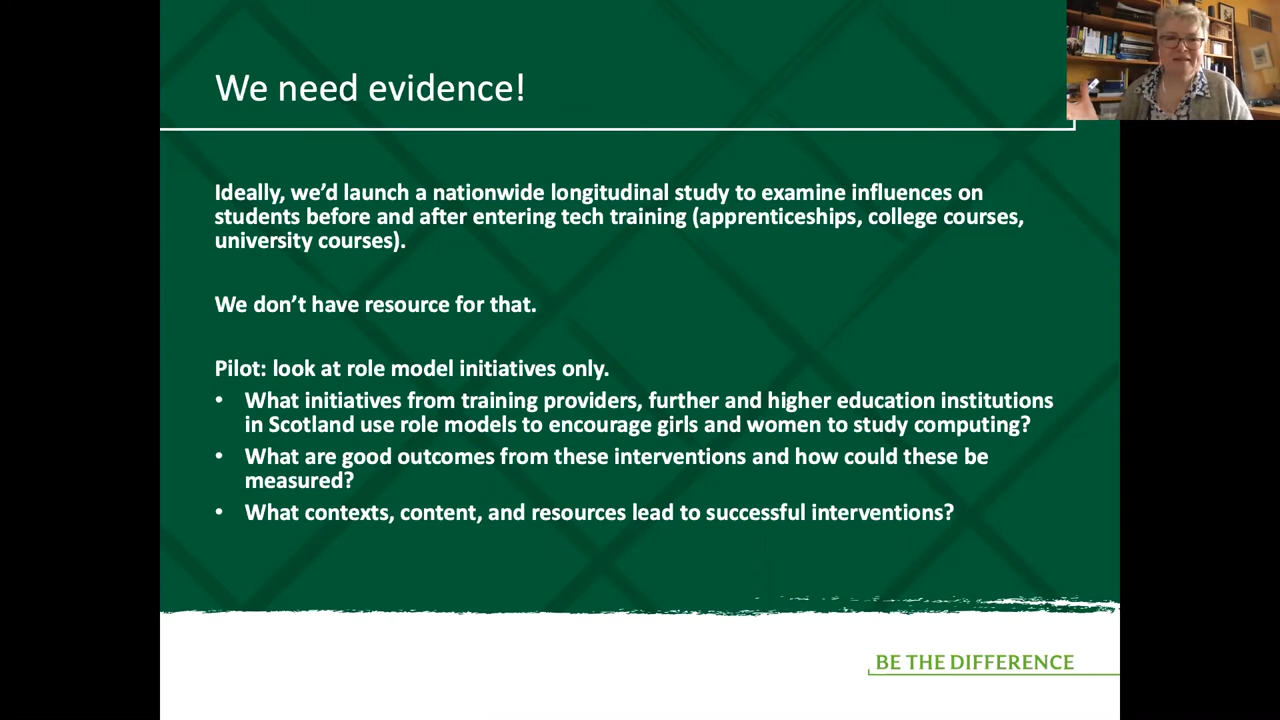 We need evidence!
Ideally, we’d launch a nationwide longitudinal study to examine influences on
students before and after entering tech training (apprenticeships, college courses,
university courses).
We don’t have resource for that.
Pilot: look at role model initiatives only.
• What initiatives from training providers, further and higher education institutions
in Scotland use role models to encourage girls and women to study computing?
• What are good outcomes from these interventions and how could these be
measured?
• What contexts, content, and resources lead to successful interventions?
BE THE DIFFERENCE